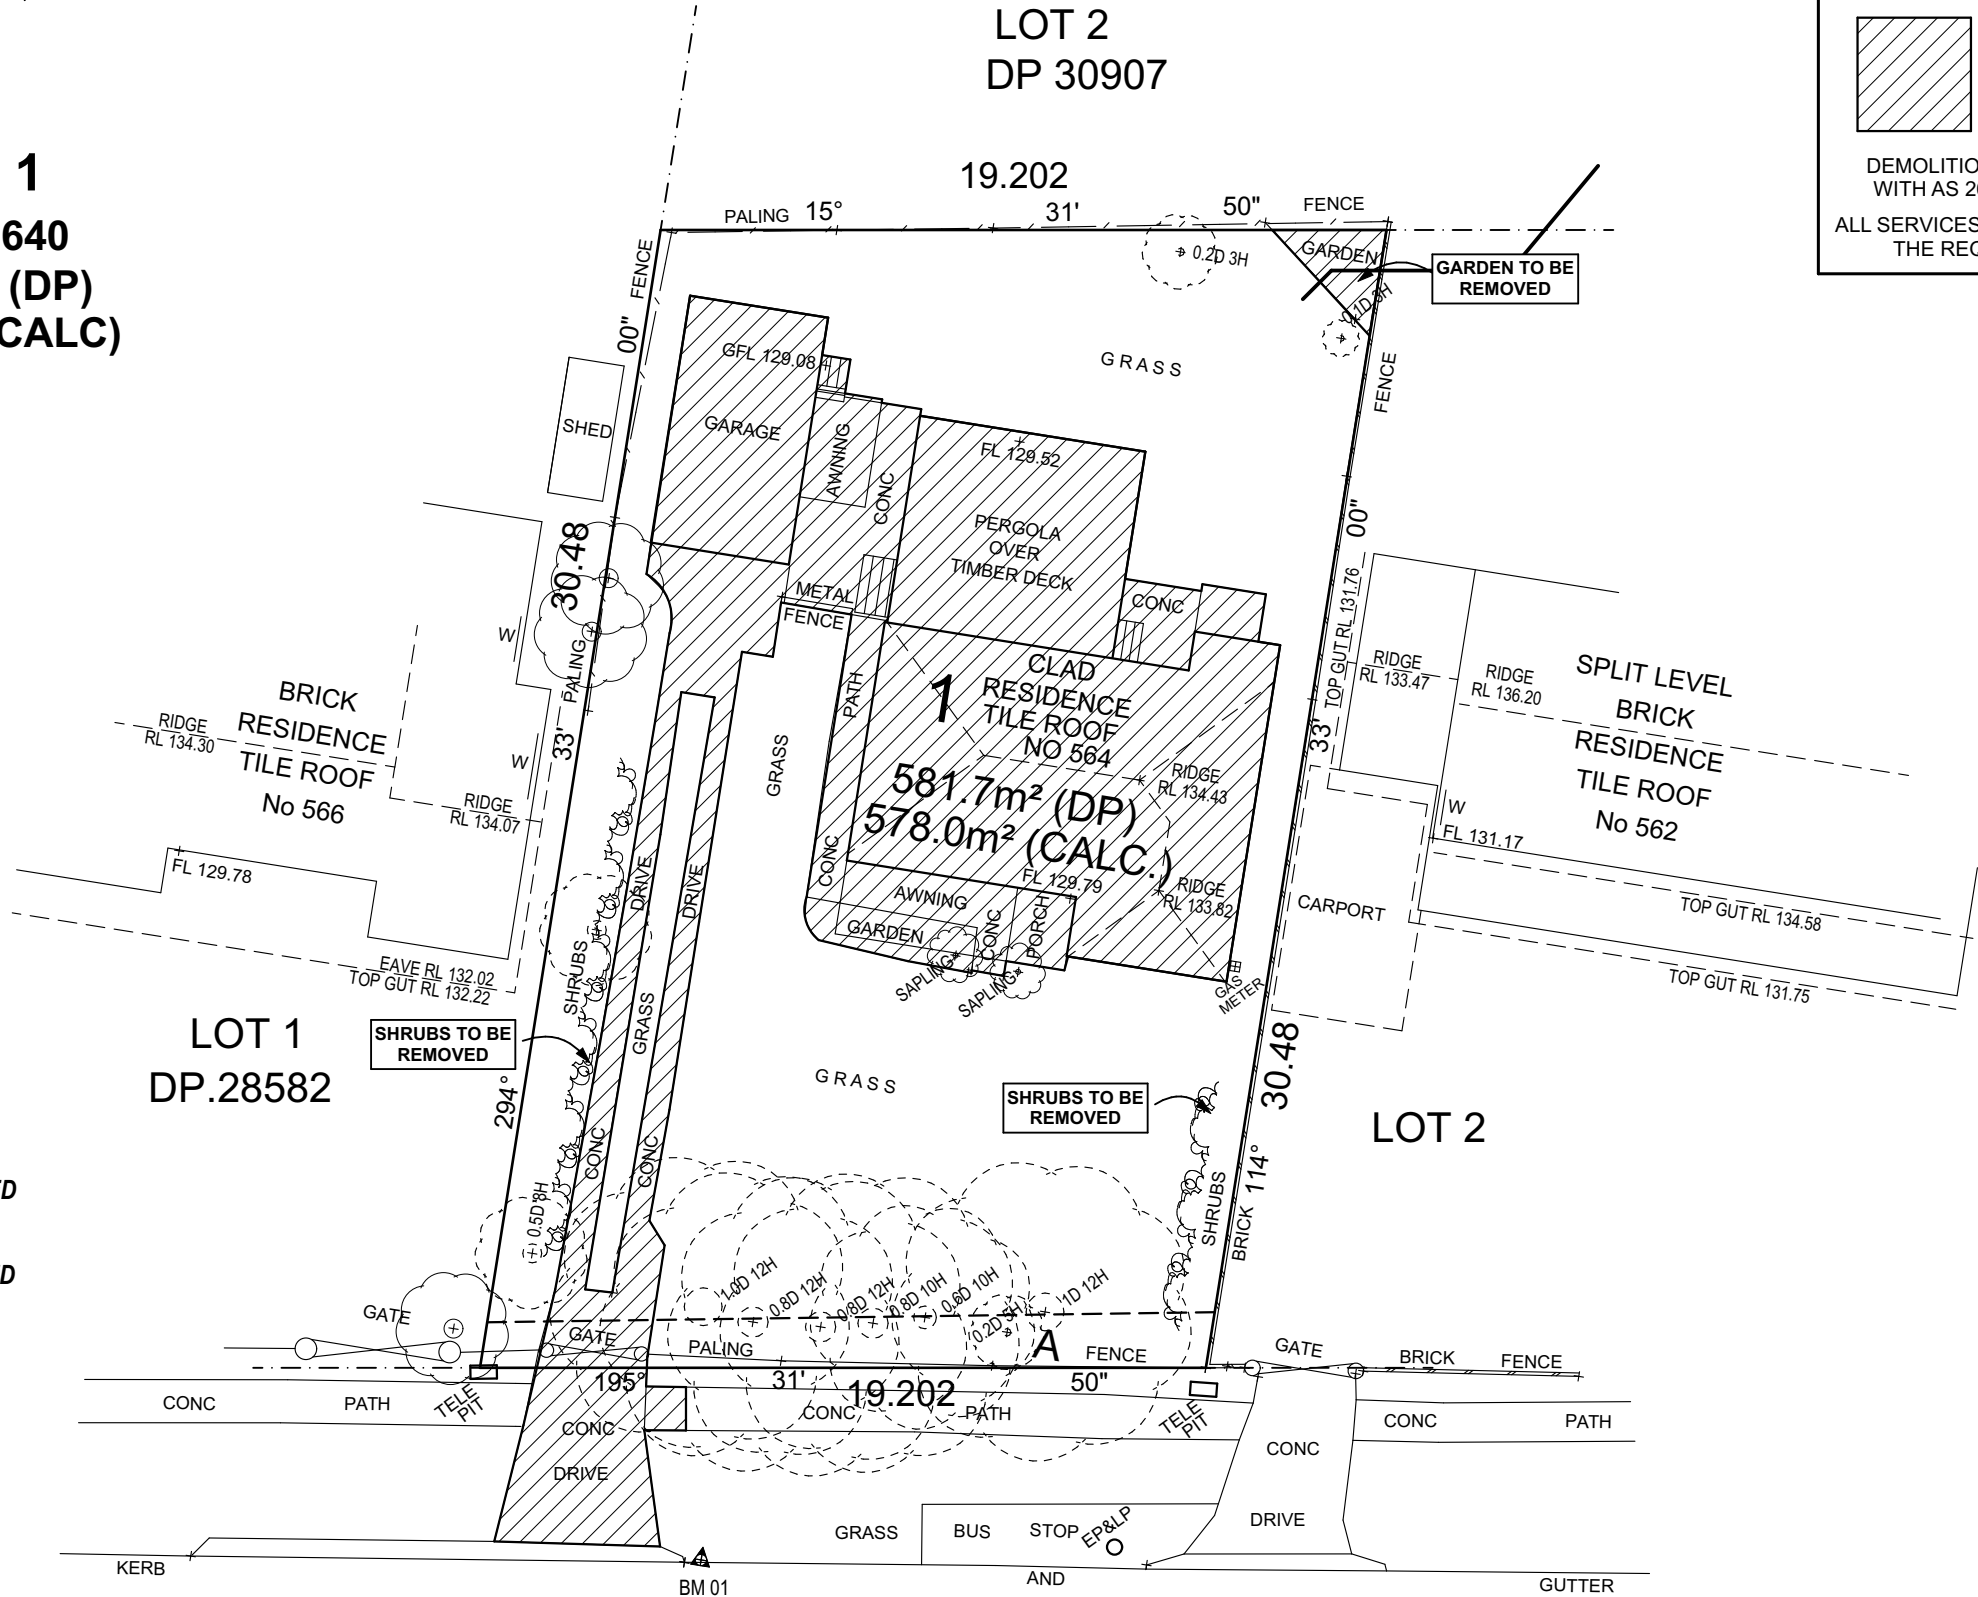 LOT 2
DP 30907
1
640
(DP)
CALC)
DEMOLITIO
WITH AS 2
ALL SERVICES
THE REC
19.202
PALING 15° 31' 50" FENCE
FENCE
00"
0.2D 3H
GARDEN
GARDEN TO BE
REMOVED
0.1D 3H
GFL 129.08
GRASS
FENCE
SHED
GARAGE
AWNING
CONC
FL 129.52
30.48
PERGOLA
OVER
TIMBER DECK
00"
TOP GUT RL 131.76
METAL
FENCE
CONC
W
PALING
33'
BRICK
RESIDENCE
TILE ROOF
No 566
RIDGE
RL 134.30
W
RIDGE
RL 134.07
FL 129.78
EAVE RL 132.02
TOP GUT RL 132.22
PATH
GRASS
1
CLAD
RESIDENCE
TILE ROOF
NO 564
581.7m² (DP)
578.0m² (CALC.)
RIDGE
RL 134.43
33'
RIDGE
RL 133.47
RIDGE
RL 136.20
SPLIT LEVEL
BRICK
RESIDENCE
TILE ROOF
No 562
W
FL 131.17
CONC
FL 129.79
AWNING
GARDEN
CONC
PORCH
RIDGE
RL 133.82
CARPORT
TOP GUT RL 134.58
TOP GUT RL 131.75
SAPLING
SAPLING
GAS
METER
DRIVE
DRIVE
SHRUBS
GRASS
LOT 1
DP.28582
SHRUBS TO BE
REMOVED
294°
GRASS
SHRUBS TO BE
REMOVED
30.48
LOT 2
CONC
CONC
SHRUBS
BRICK
114°
ED
ED
0.5D 8H
1.0D 12H
0.8D 12H
0.8D 12H
0.8D 10H
0.6D 10H
0.2D 5H
1D 12H
GATE
GATE
PALING
A
FENCE
GATE
BRICK
FENCE
195° 31' 19.202 50"
CONC PATH
TELE
PIT
CONC
CONC PATH
TELE
PIT
CONC PATH
DRIVE
CONC
DRIVE
GRASS
BUS STOP
EP&LP
KERB
BM 01
AND
GUTTER